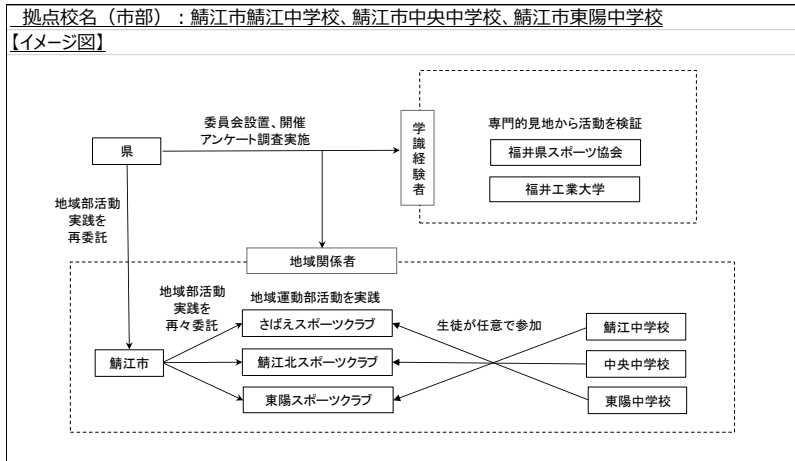 拠点校名（市部）：鯖江市鯖江中学校、鯖江市中央中学校、鯖江市東陽中学校
【イメージ図】
委員会設置、開催
アンケート調査実施
県
学識経験者
専門的見地から活動を検証
福井県スポーツ協会
福井工業大学
地域部活動
実践を
再委託
地域関係者
地域部活動
実践を
再々委託
地域運動部活動を実践
生徒が任意で参加
さばえスポーツクラブ
鯖江中学校
鯖江市
鯖江北スポーツクラブ
中央中学校
東陽スポーツクラブ
東陽中学校